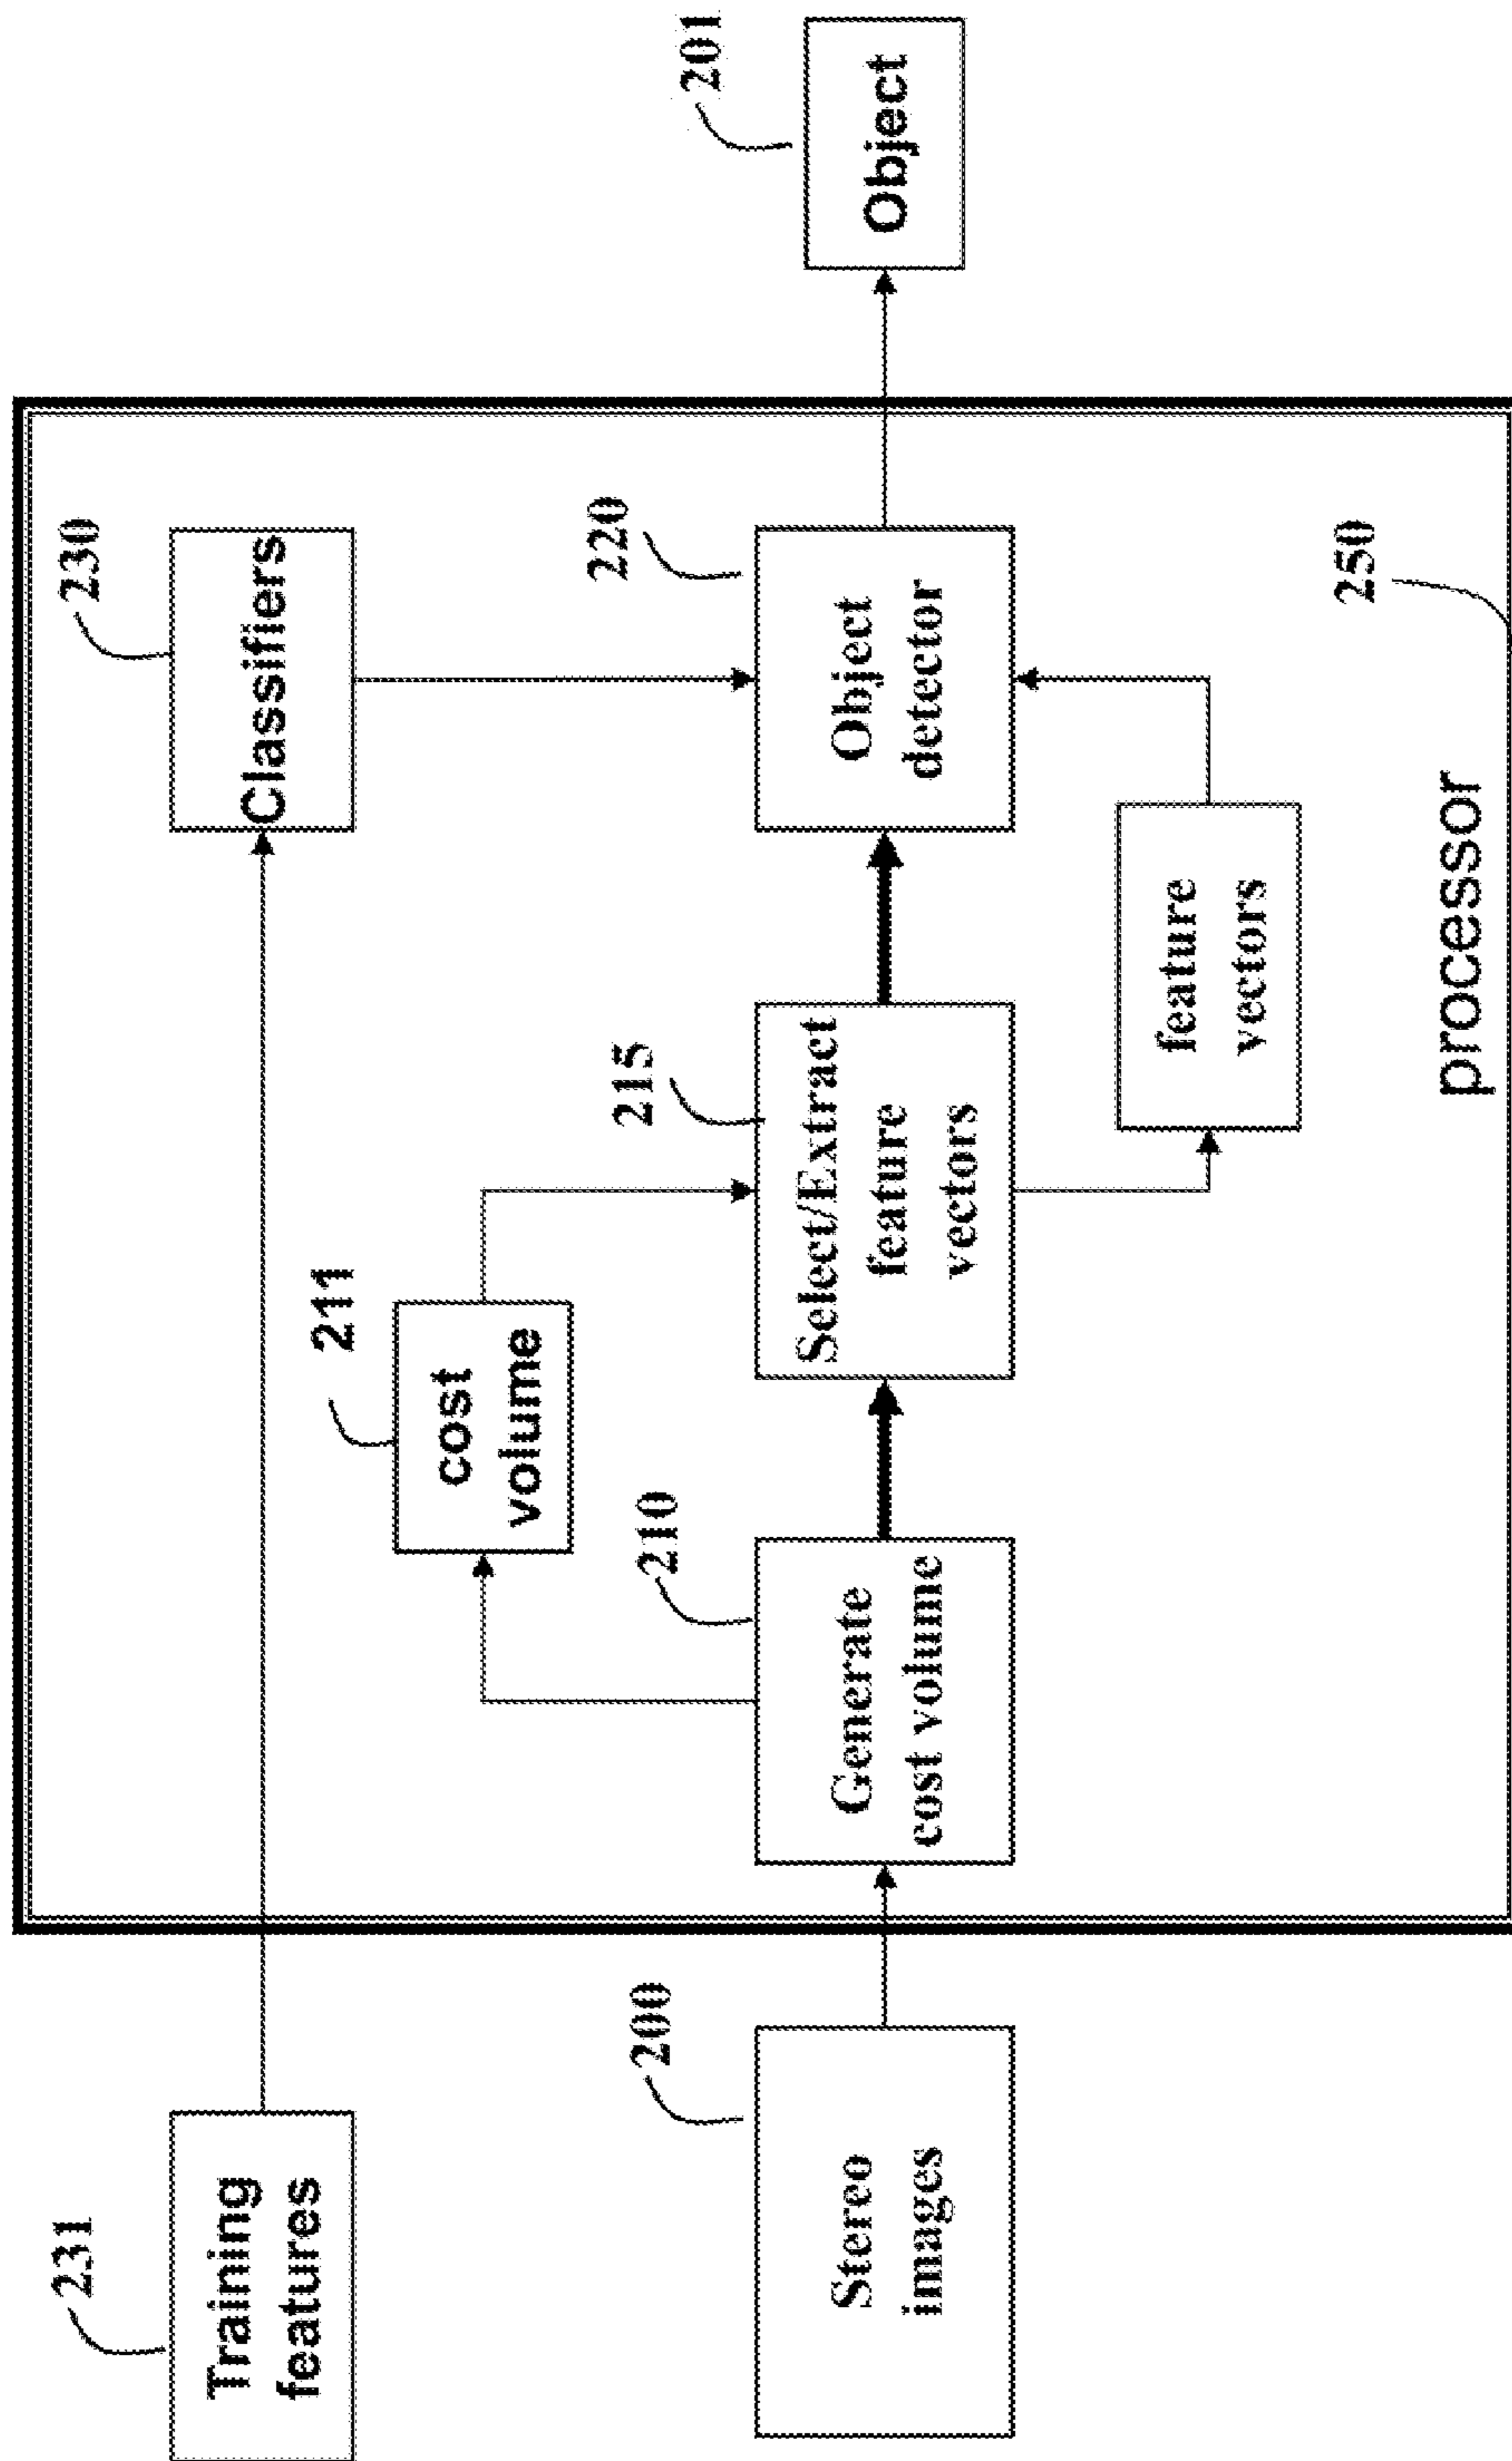 231
Training
features
230
Classifiers
211
cost
volume
200
Stereo
images
210
Generate
cost volume
215
Select/Extract
feature
vectors
220
Object
detector
201
Object
feature
vectors
250
processor